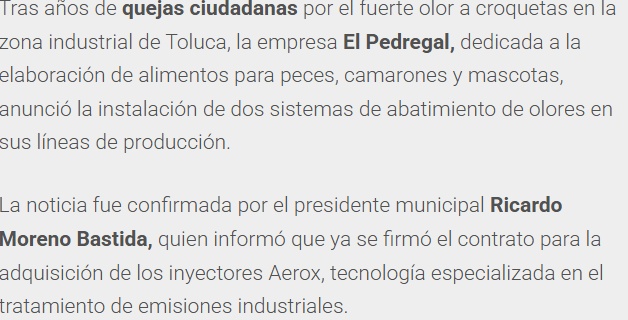 Tras años de quejas ciudadanas por el fuerte olor a croquetas en la
zona industrial de Toluca, la empresa El Pedregal, dedicada a la
elaboración de alimentos para peces, camarones y mascotas,
anunció la instalación de dos sistemas de abatimiento de olores en
sus líneas de producción.
La noticia fue confirmada por el presidente municipal Ricardo
Moreno Bastida, quien informó que ya se firmó el contrato para la
adquisición de los inyectores Aerox, tecnología especializada en el
tratamiento de emisiones industriales.